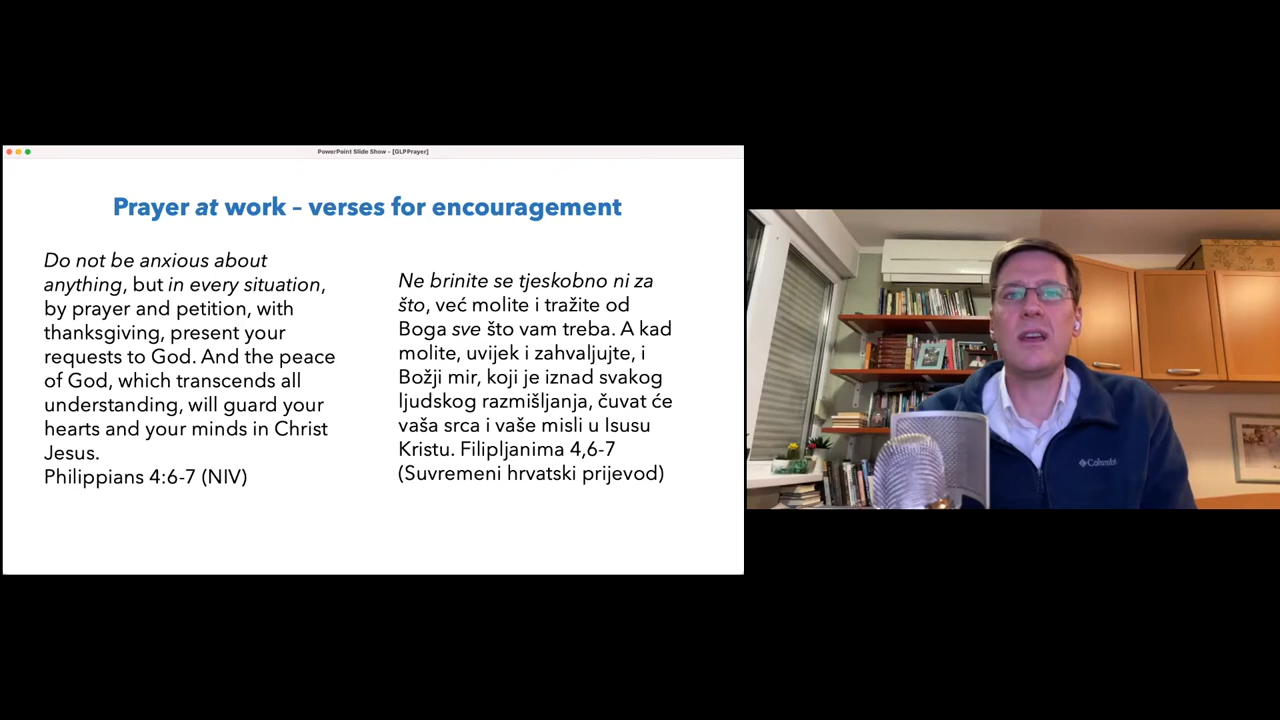 PowerPoint Slide Show – [GLPPrayer]
Prayer at work – verses for encouragement
Do not be anxious about
anything, but in every situation,
by prayer and petition, with
thanksgiving, present your
requests to God. And the peace
of God, which transcends all
understanding, will guard your
hearts and your minds in Christ
Jesus.
Philippians 4:6-7 (NIV)
Ne brinite se tjeskobno ni za
što, već molite i tražite od
Boga sve što vam treba. A kad
molite, uvijek i zahvaljujte, i
Božji mir, koji je iznad svakog
ljudskog razmišljanja, čuvat će
vaša srca i vaše misli u Isusu
Kristu. Filipljanima 4,6-7
(Suvremeni hrvatski prijevod)
Columbia